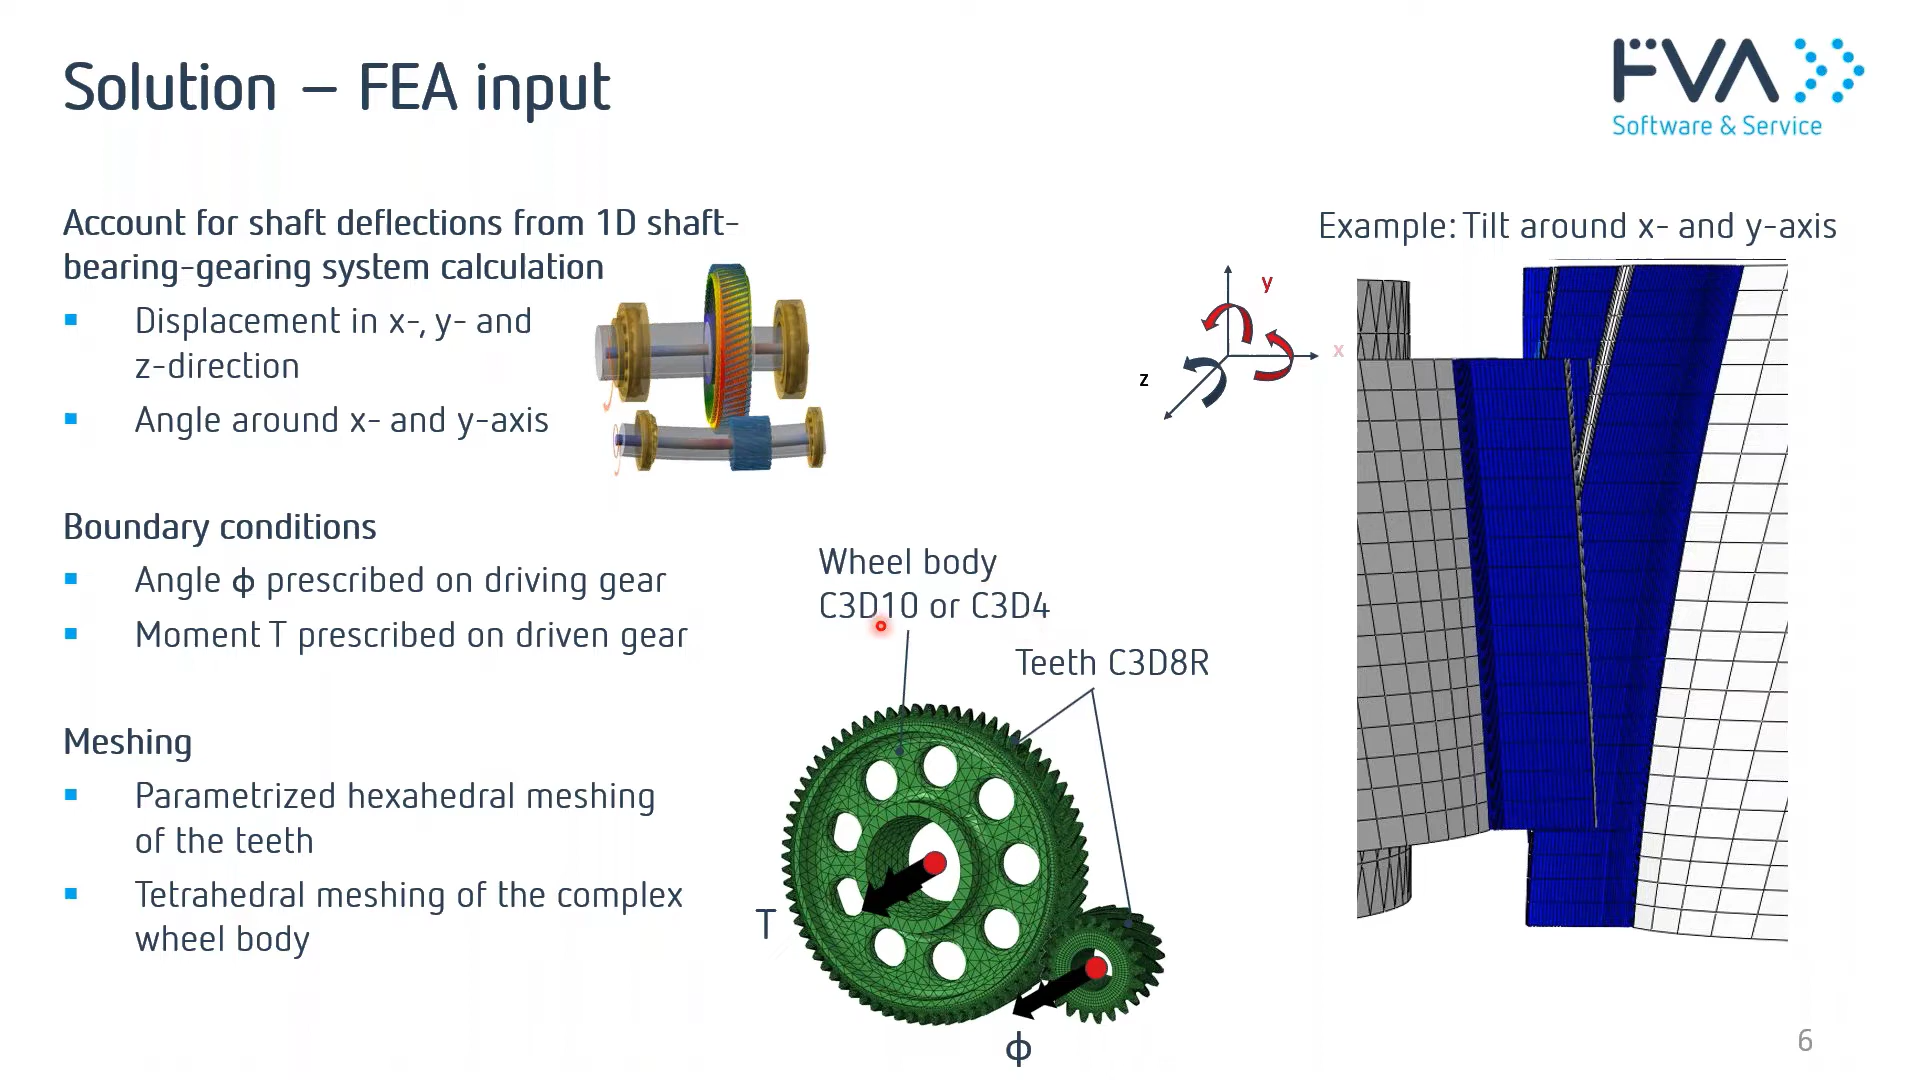 Solution – FEA input
FVA
Software & Service
Account for shaft deflections from 1D shaft-
bearing-gearing system calculation
▪ Displacement in x-, y- and
z-direction
▪ Angle around x- and y-axis
Boundary conditions
▪ Angle ϕ prescribed on driving gear
▪ Moment T prescribed on driven gear
Meshing
▪ Parametrized hexahedral meshing
of the teeth
▪ Tetrahedral meshing of the complex
wheel body
Wheel body
C3D10 or C3D4
Teeth C3D8R
T
ϕ
Example: Tilt around x- and y-axis
y
x
z
6